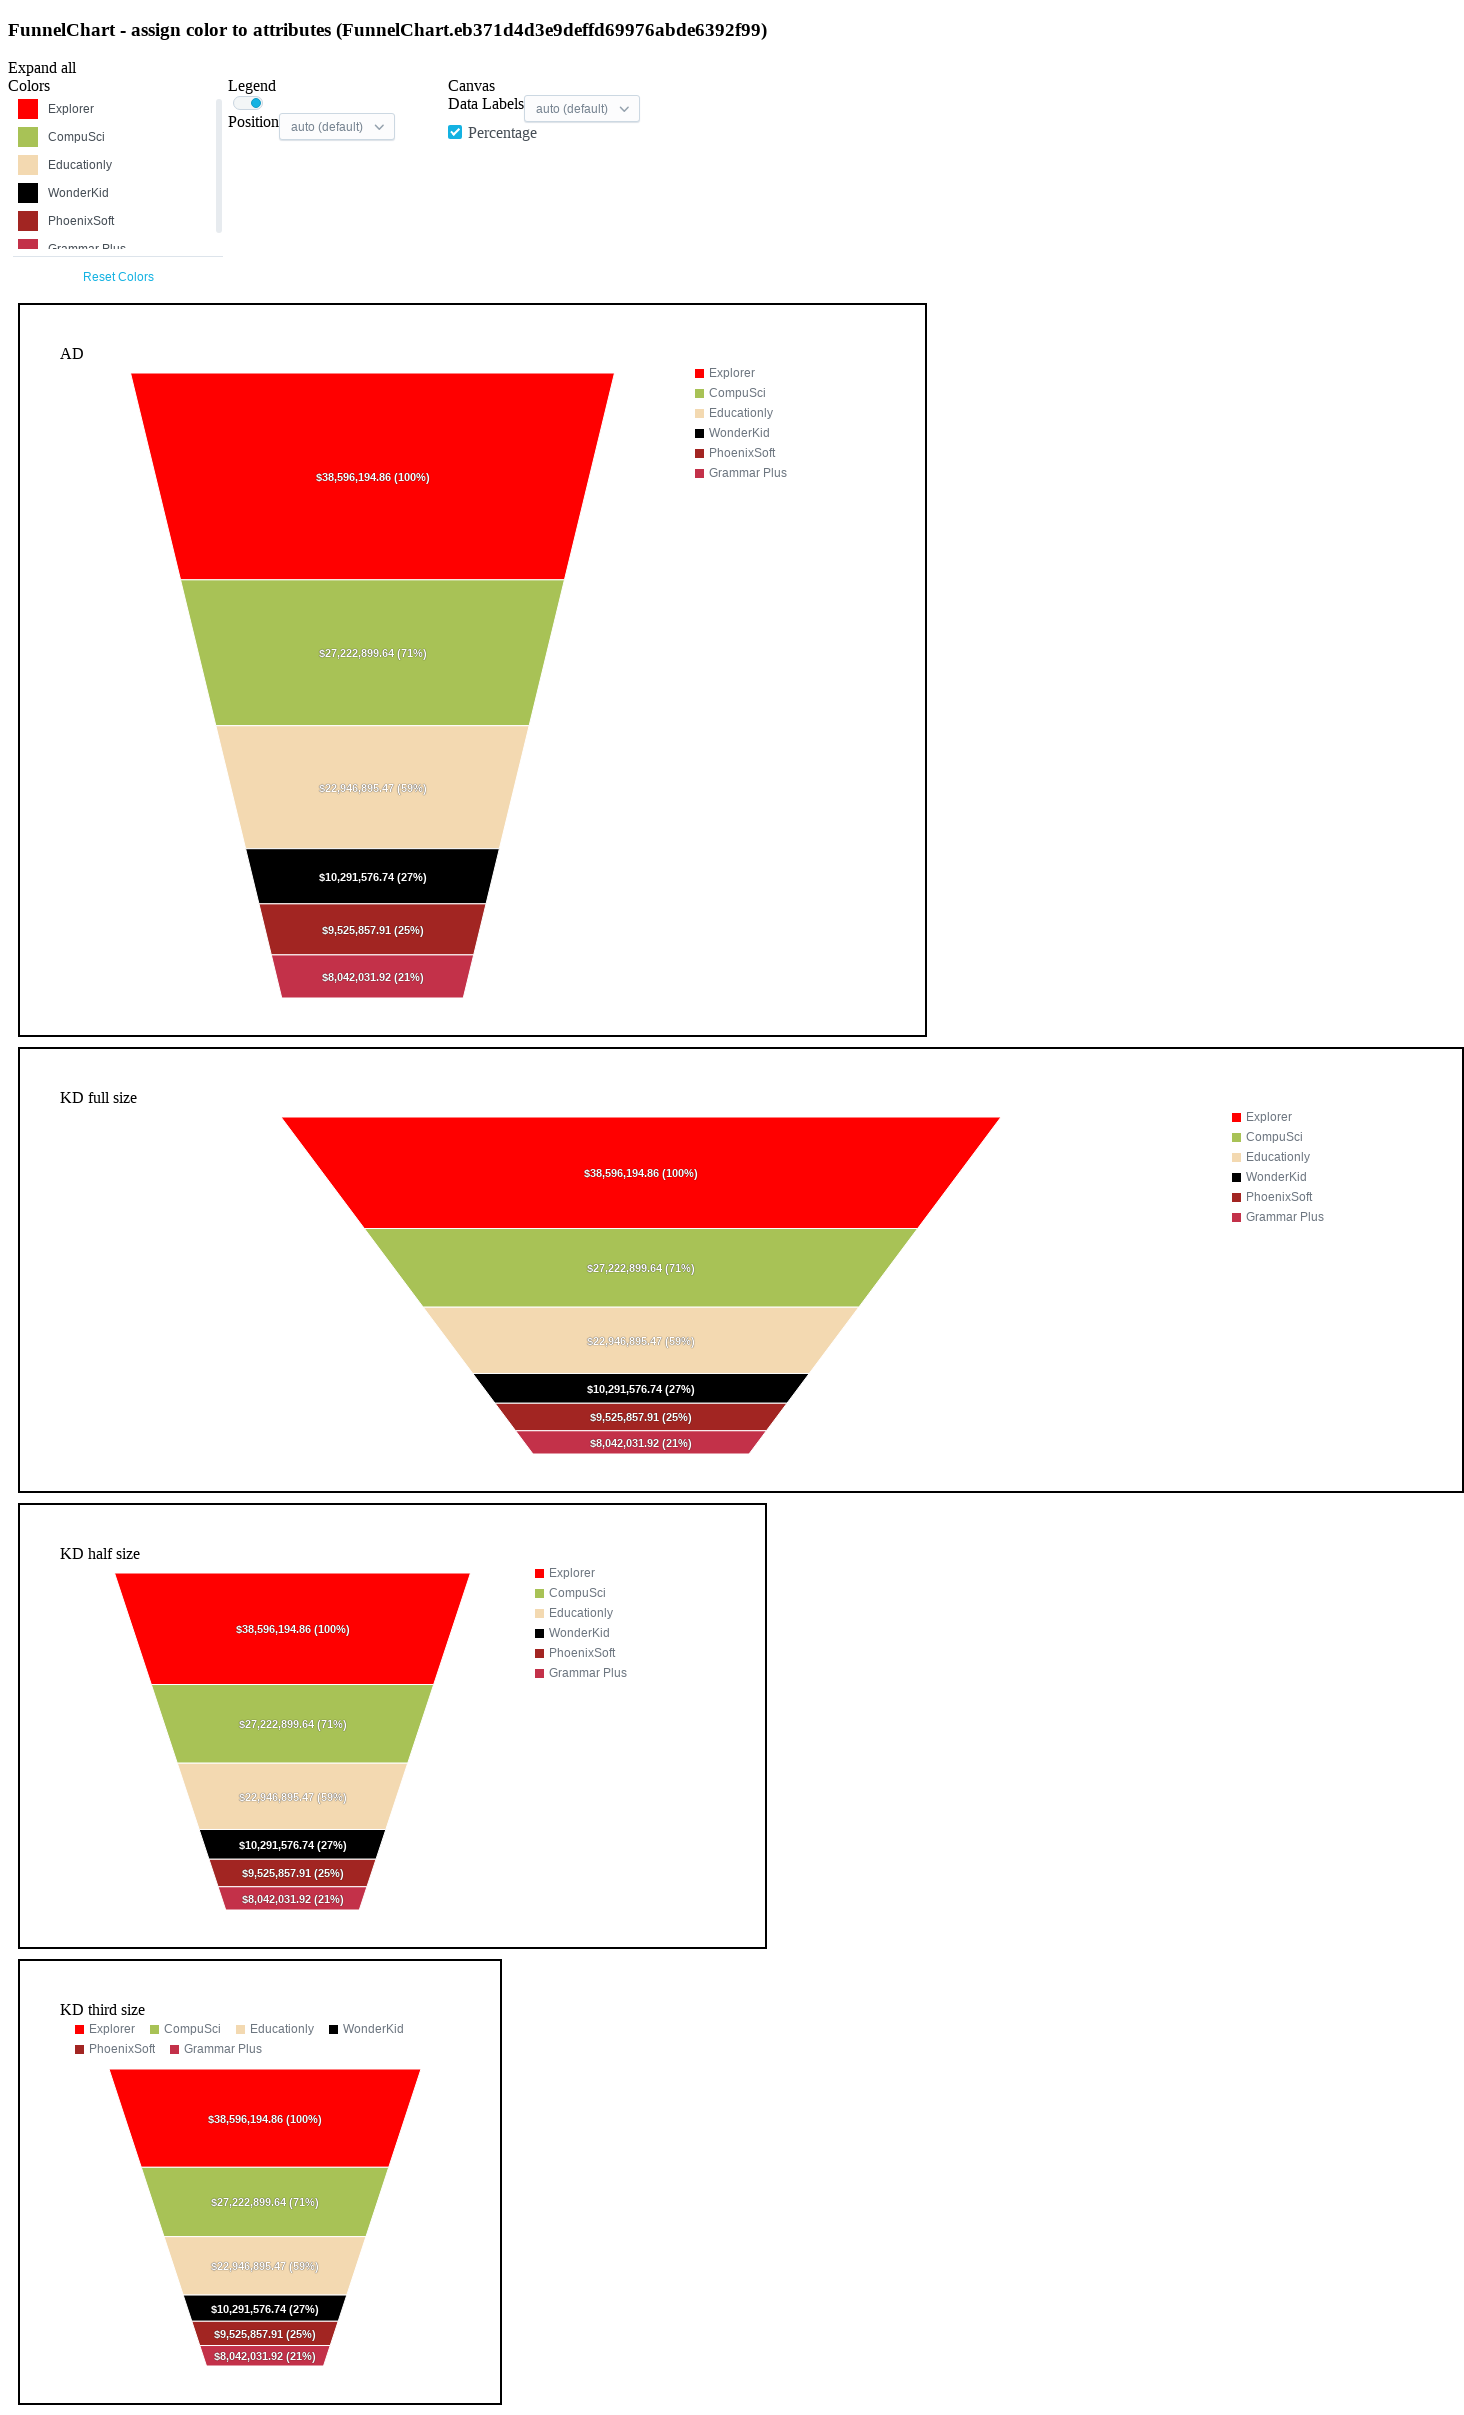 FunnelChart - assign color to attributes (FunnelChart.eb371d4d3e9deffd69976abde6392f99)
Expand all
Colors
Explorer
CompuSci
Educationly
WonderKid
PhoenixSoft
Grammar Plus
Reset Colors
Legend
Position auto (default)
Canvas
Data Labels auto (default)
Percentage
AD
$38,596,194.86 (100%)
$27,222,899.64 (71%)
$22,946,895.47 (59%)
$10,291,576.74 (27%)
$9,525,857.91 (25%)
$8,042,031.92 (21%)
Explorer
CompuSci
Educationly
WonderKid
PhoenixSoft
Grammar Plus
KD full size
$38,596,194.86 (100%)
$27,222,899.64 (71%)
$22,946,895.47 (59%)
$10,291,576.74 (27%)
$9,525,857.91 (25%)
$8,042,031.92 (21%)
Explorer
CompuSci
Educationly
WonderKid
PhoenixSoft
Grammar Plus
KD half size
$38,596,194.86 (100%)
$27,222,899.64 (71%)
$22,946,895.47 (59%)
$10,291,576.74 (27%)
$9,525,857.91 (25%)
$8,042,031.92 (21%)
Explorer
CompuSci
Educationly
WonderKid
PhoenixSoft
Grammar Plus
KD third size
Explorer CompuSci Educationly WonderKid
PhoenixSoft Grammar Plus
$38,596,194.86 (100%)
$27,222,899.64 (71%)
$22,946,895.47 (59%)
$10,291,576.74 (27%)
$9,525,857.91 (25%)
$8,042,031.92 (21%)